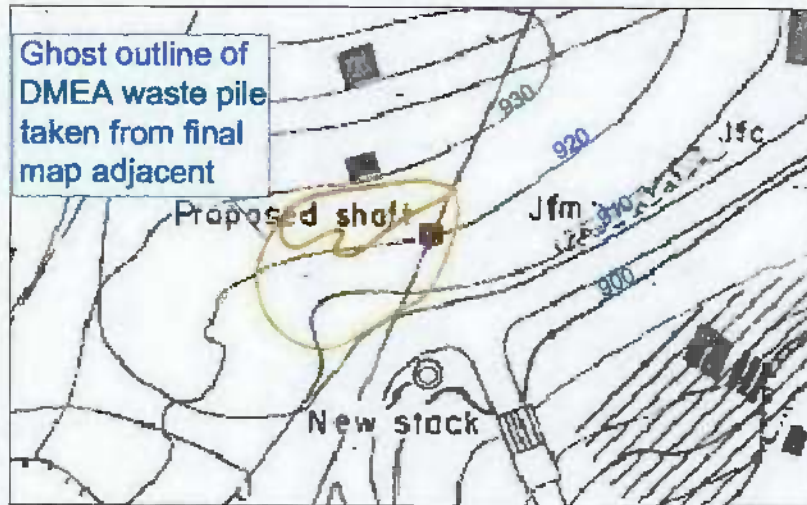 Ghost outline of
DMEA waste pile
taken from final
map adjacent
930
920
Jfc
Proposed shaft
Jfm
910
900
New stack